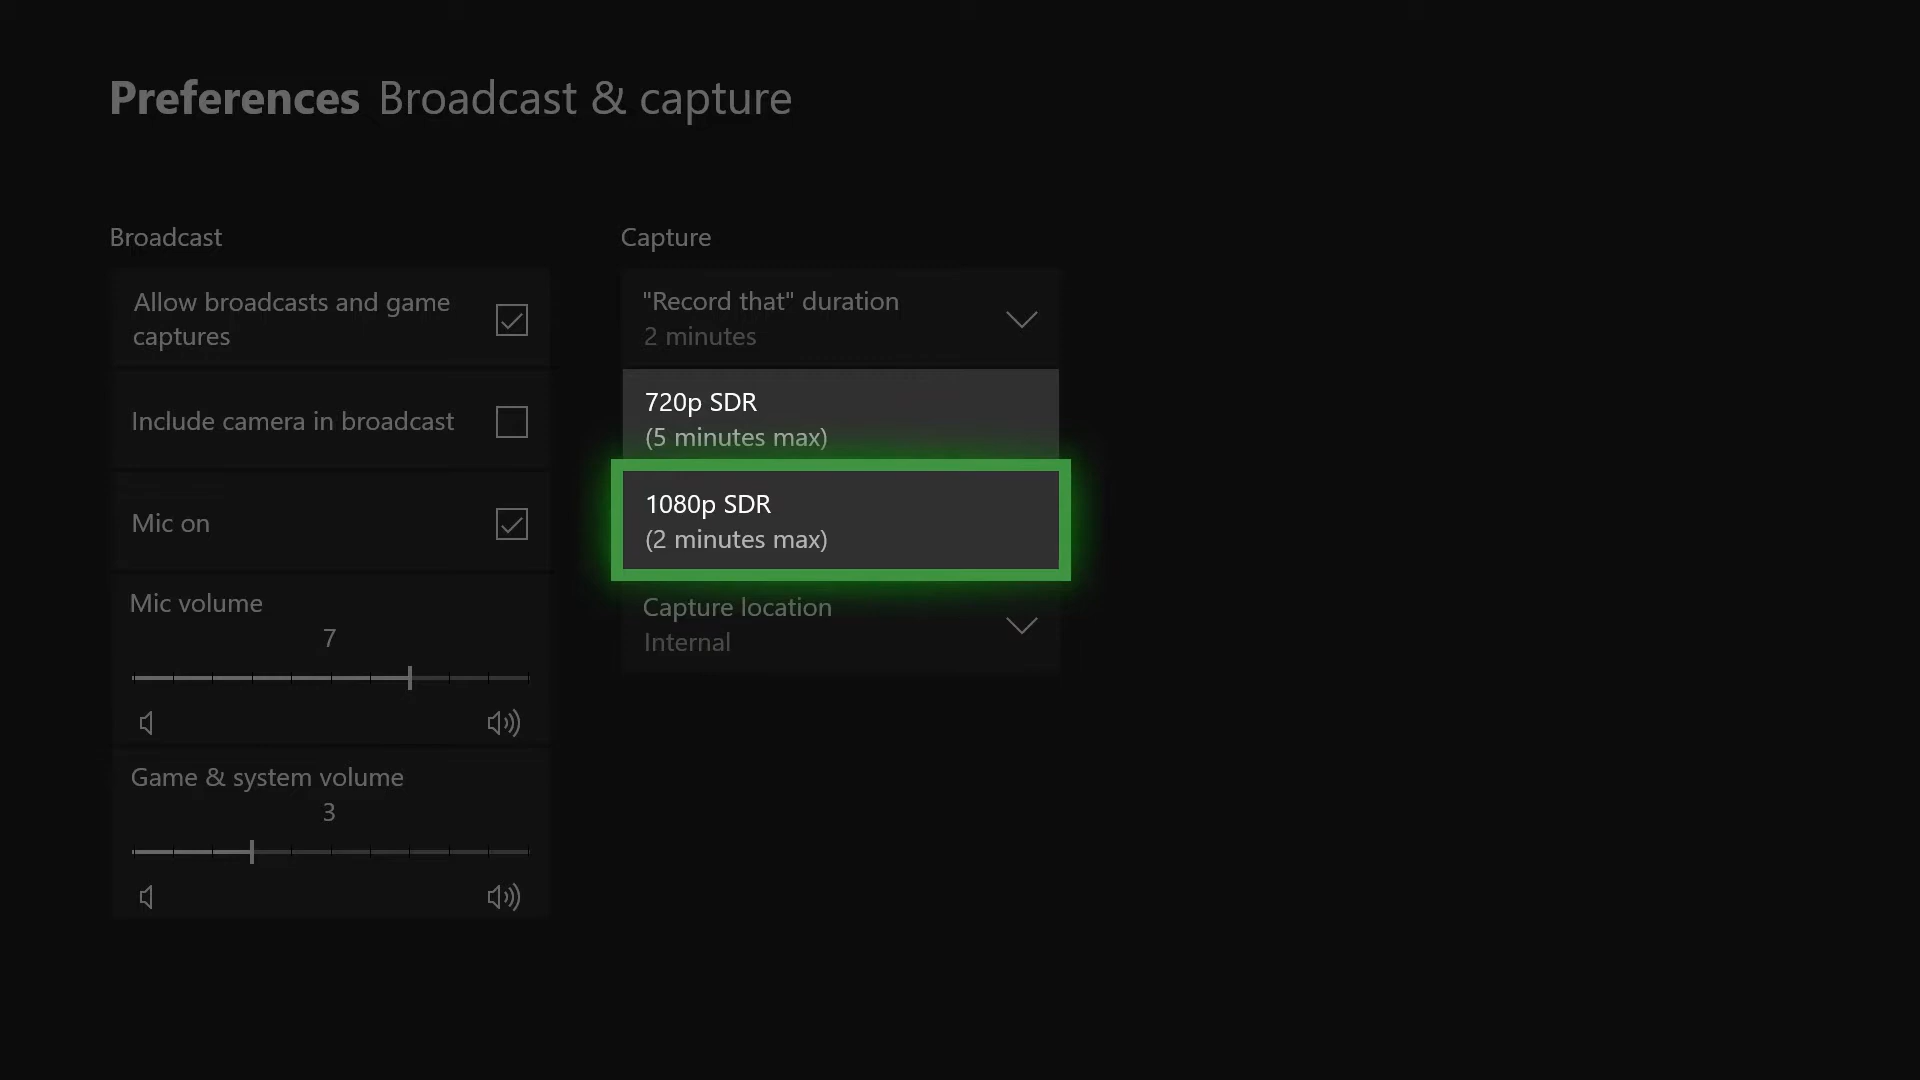 Preferences Broadcast & capture
Broadcast
Allow broadcasts and game
captures
Include camera in broadcast
Mic on
Mic volume
7
Game & system volume
3
Capture
"Record that" duration
2 minutes
720p SDR
(5 minutes max)
1080p SDR
(2 minutes max)
Capture location
Internal